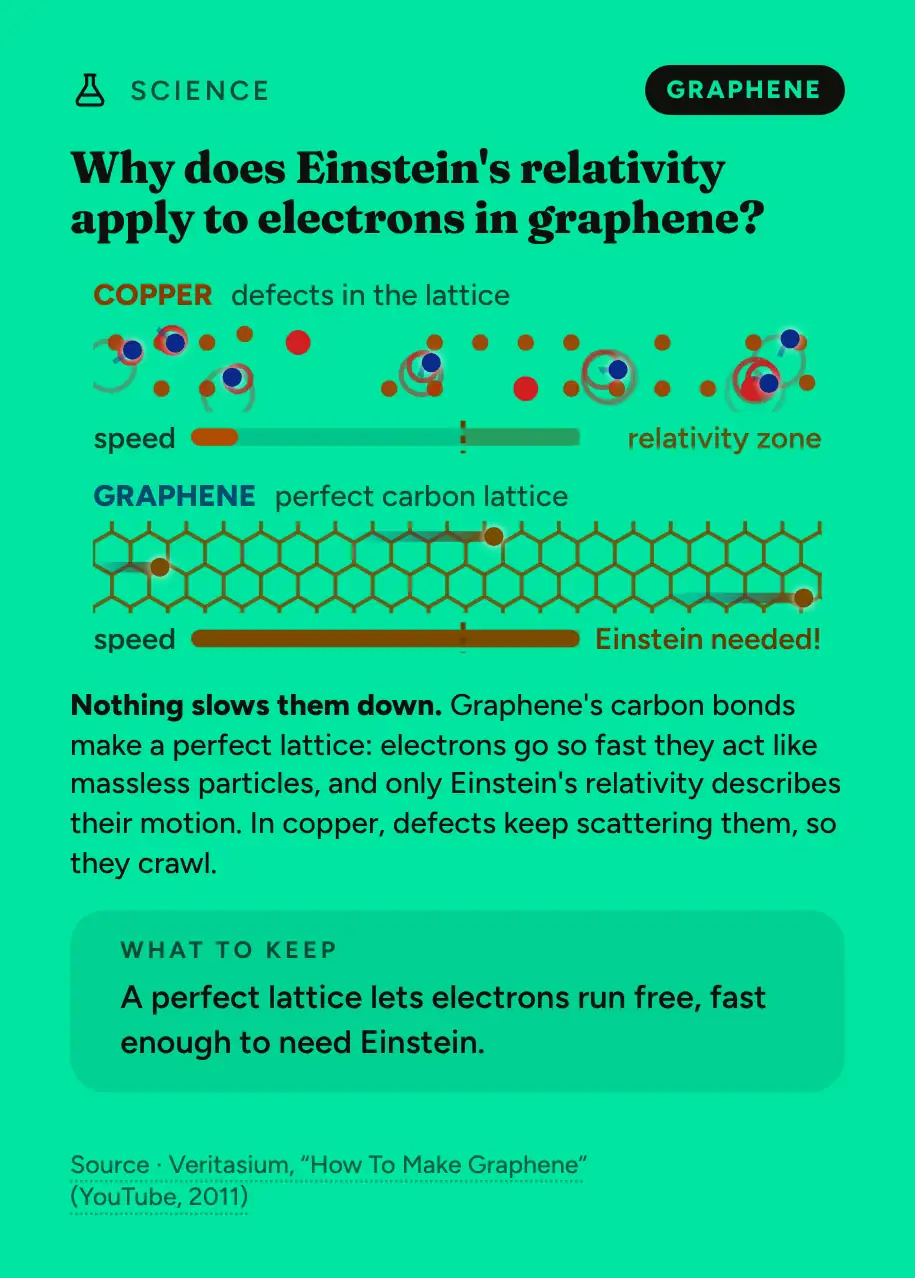 SCIENCE
GRAPHENE
Why does Einstein's relativity
apply to electrons in graphene?
COPPER defects in the lattice
speed
relativity zone
GRAPHENE perfect carbon lattice
speed
Einstein needed!
Nothing slows them down. Graphene's carbon bonds
make a perfect lattice: electrons go so fast they act like
massless particles, and only Einstein's relativity describes
their motion. In copper, defects keep scattering them, so
they crawl.
WHAT TO KEEP
A perfect lattice lets electrons run free, fast
enough to need Einstein.
Source · Veritasium, “How To Make Graphene”
(YouTube, 2011)